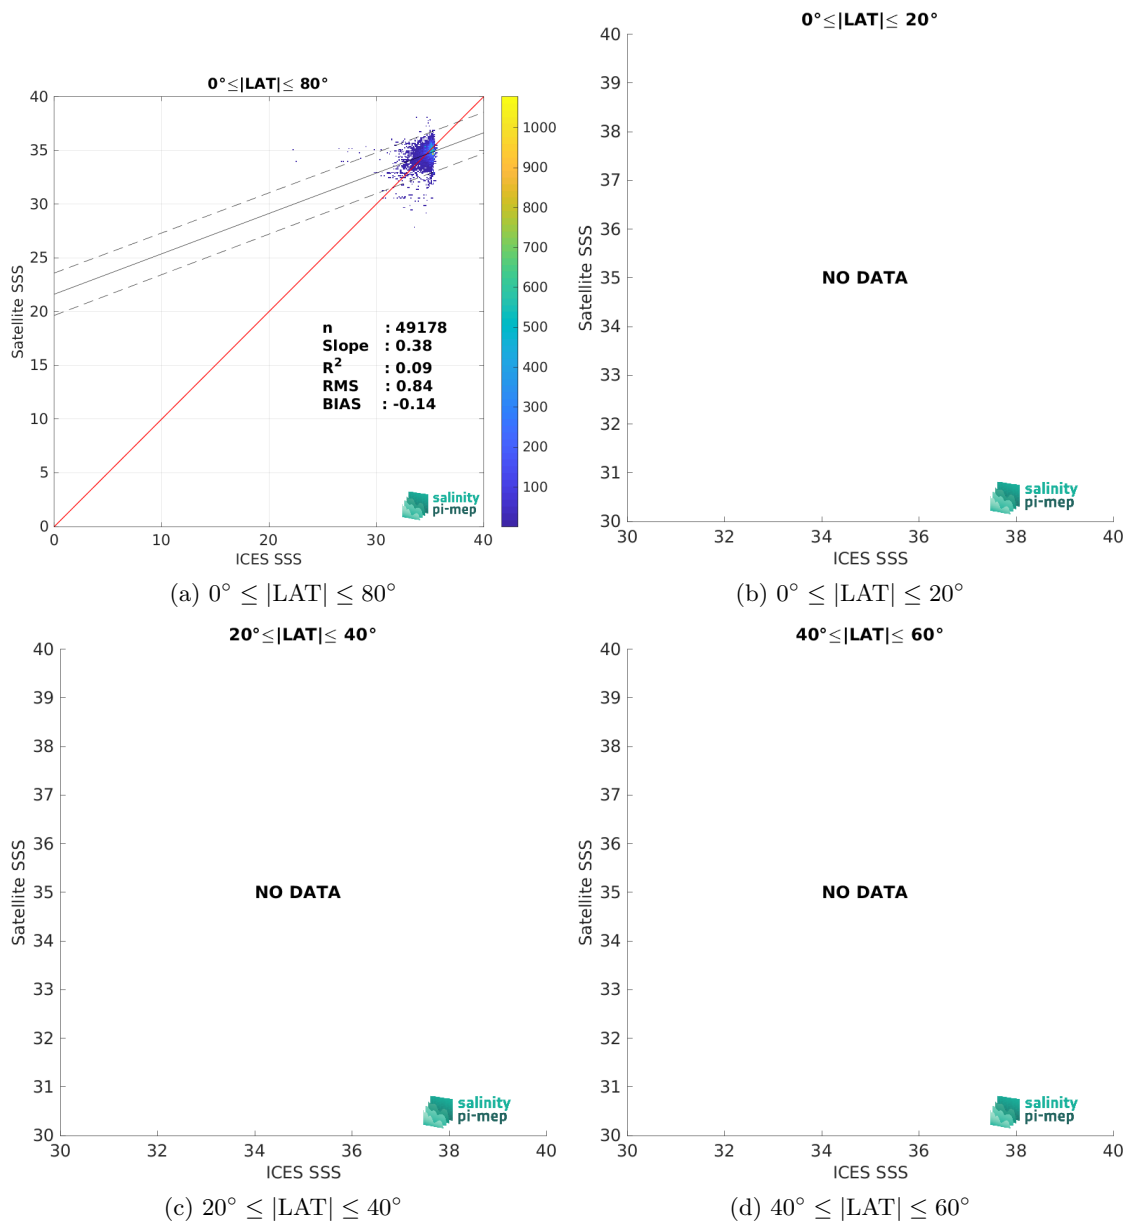 0°≤|LAT|≤ 80°
40
35
30
25
20
15
10
5
0
0 10 20 30 40
Satellite SSS
ICES SSS
n : 49178
Slope : 0.38
R² : 0.09
RMS : 0.84
BIAS : -0.14
salinity
pi-mep
1000
900
800
700
600
500
400
300
200
100
(a) 0° ≤ |LAT| ≤ 80°
0°≤|LAT|≤ 20°
40
39
38
37
36
35
34
33
32
31
30
30 32 34 36 38 40
Satellite SSS
ICES SSS
NO DATA
salinity
pi-mep
(b) 0° ≤ |LAT| ≤ 20°
20°≤|LAT|≤ 40°
40
39
38
37
36
35
34
33
32
31
30
30 32 34 36 38 40
Satellite SSS
ICES SSS
NO DATA
salinity
pi-mep
(c) 20° ≤ |LAT| ≤ 40°
40°≤|LAT|≤ 60°
40
39
38
37
36
35
34
33
32
31
30
30 32 34 36 38 40
Satellite SSS
ICES SSS
NO DATA
salinity
pi-mep
(d) 40° ≤ |LAT| ≤ 60°